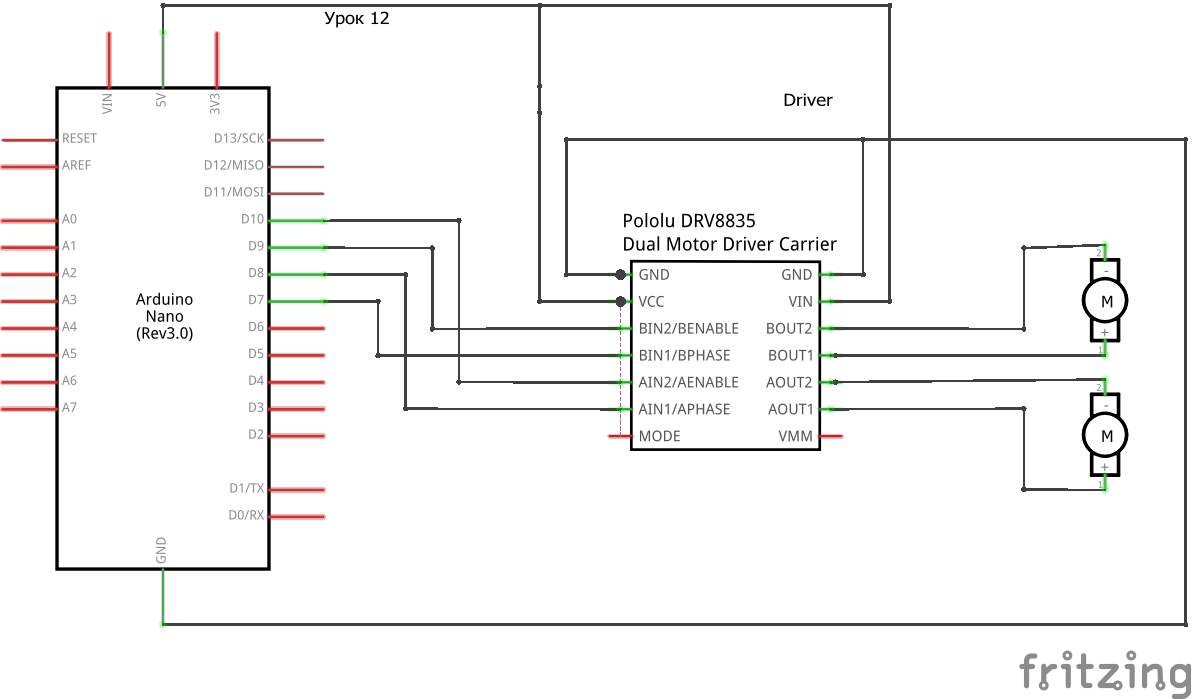 Урок 12
Driver
VIN
5V
3V3
RESET
AREF
A0
A1
A2
A3
A4
A5
A6
A7
D13/SCK
D12/MISO
D11/MOSI
D10
D9
D8
D7
D6
D5
D4
D3
D2
D1/TX
D0/RX
GND
Arduino
Nano
(Rev3.0)
Pololu DRV8835
Dual Motor Driver Carrier
GND
VCC
BIN2/BENABLE
BIN1/BPHASE
AIN2/AENABLE
AIN1/APHASE
MODE
GND
VIN
BOUT2
BOUT1
AOUT2
AOUT1
VMM
2
-
M
+
1
2
-
M
+
1
fritzing